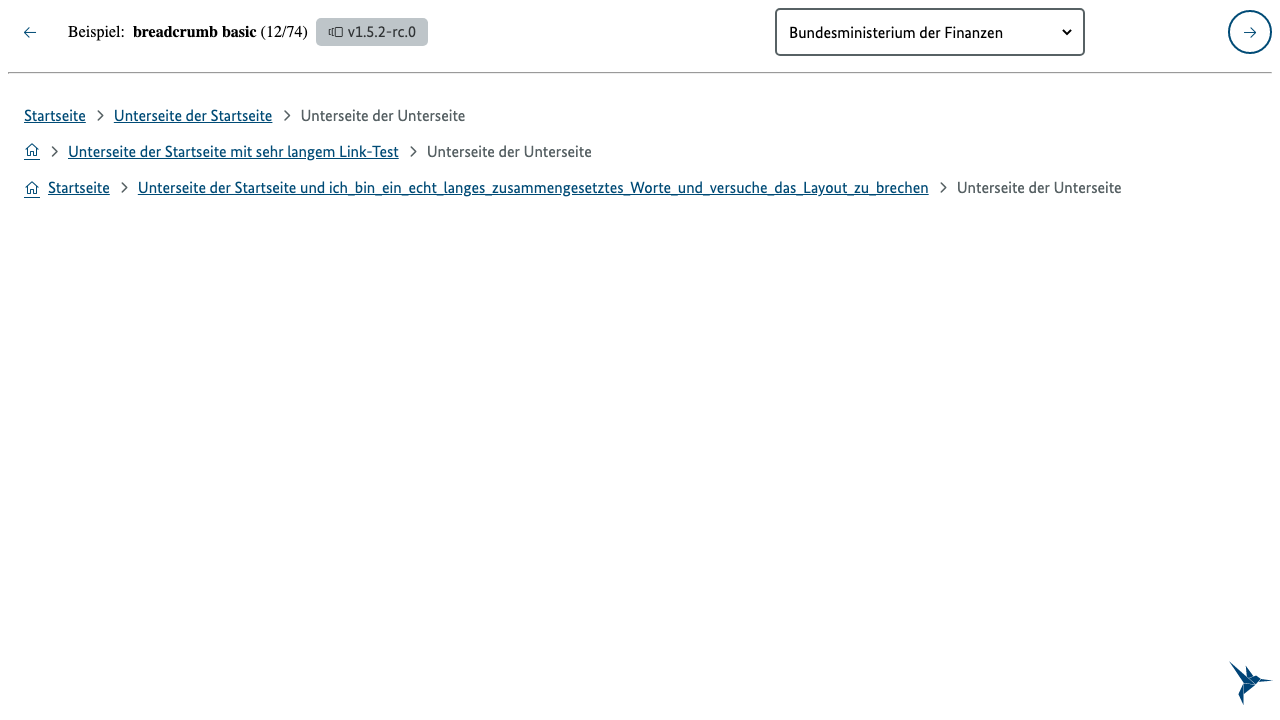 Beispiel: breadcrumb basic (12/74) v1.5.2-rc.0 Bundesministerium der Finanzen
Startseite Unterseite der Startseite Unterseite der Unterseite
Unterseite der Startseite mit sehr langem Link-Test Unterseite der Unterseite
Startseite Unterseite der Startseite und ich_bin_ein_echt_langes_zusammengesetztes_Worte_und_versuche_das_Layout_zu_brechen Unterseite der Unterseite